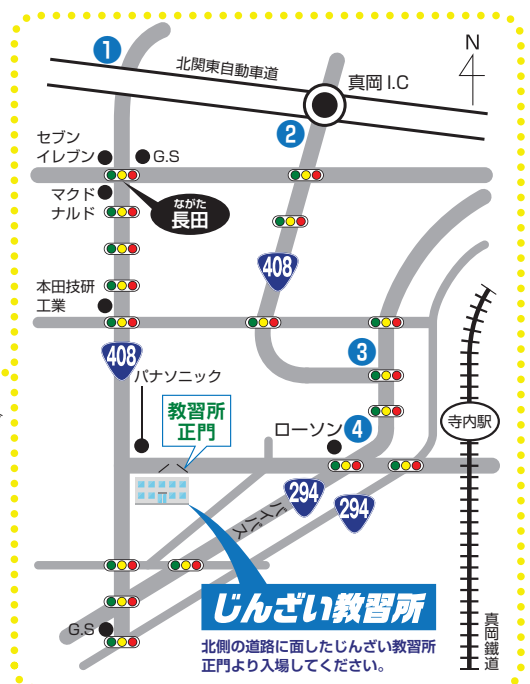 1
N
北関東自動車道
真岡 I.C
2
セブン
イレブン
G.S
マクド
ナルド
ながた
長田
408
本田技研
工業
408
3
パナソニック
教習所
正門
ローソン
4
寺内駅
294
294
バイパス
G.S
じんざい教習所
北側の道路に面したじんざい教習所
正門より入場してください。
真岡鐵道